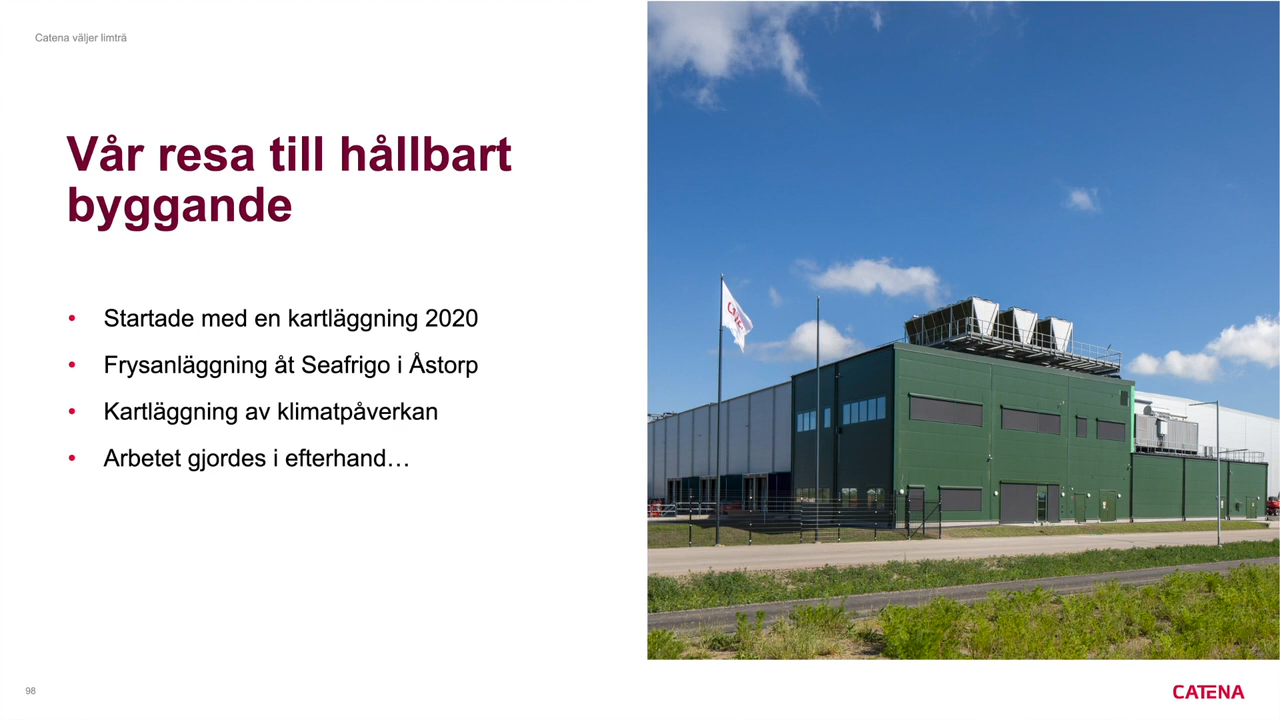 Catena väljer limträ
Vår resa till hållbart
byggande
• Startade med en kartläggning 2020
• Frysanläggning åt Seafrigo i Åstorp
• Kartläggning av klimatpåverkan
• Arbetet gjordes i efterhand…
98
CATENA